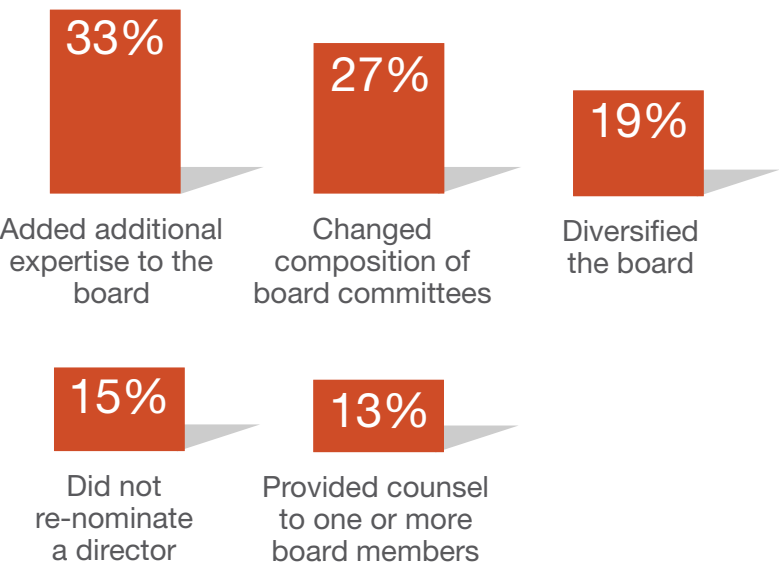 33%
27%
19%
Added additional
expertise to the
board
Changed
composition of
board committees
Diversified
the board
15%
13%
Did not
re-nominate
a director
Provided counsel
to one or more
board members